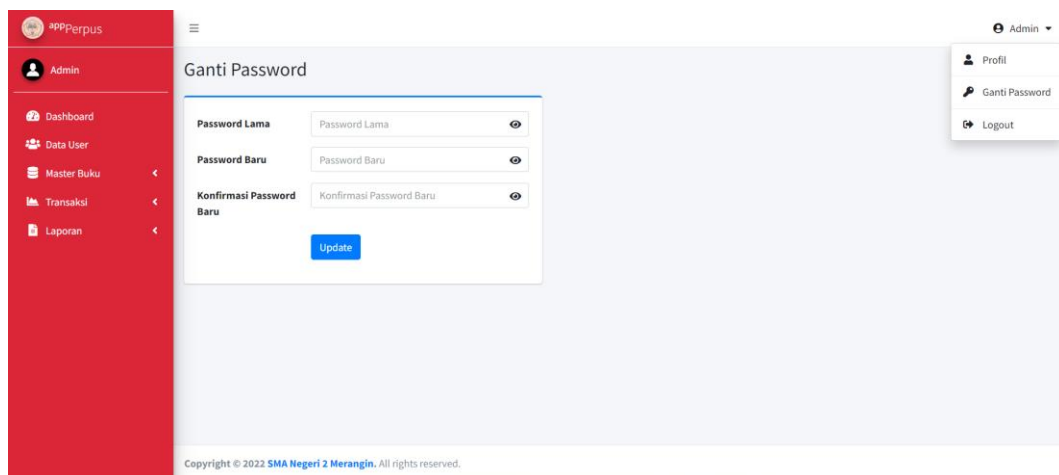 appPerpus
Admin
Admin
Dashboard
Data User
Master Buku
Transaksi
Laporan
Ganti Password
Password Lama
Password Lama
Password Baru
Password Baru
Konfirmasi Password
Baru
Konfirmasi Password Baru
Update
Profil
Ganti Password
Logout
Copyright © 2022 SMA Negeri 2 Merangin. All rights reserved.